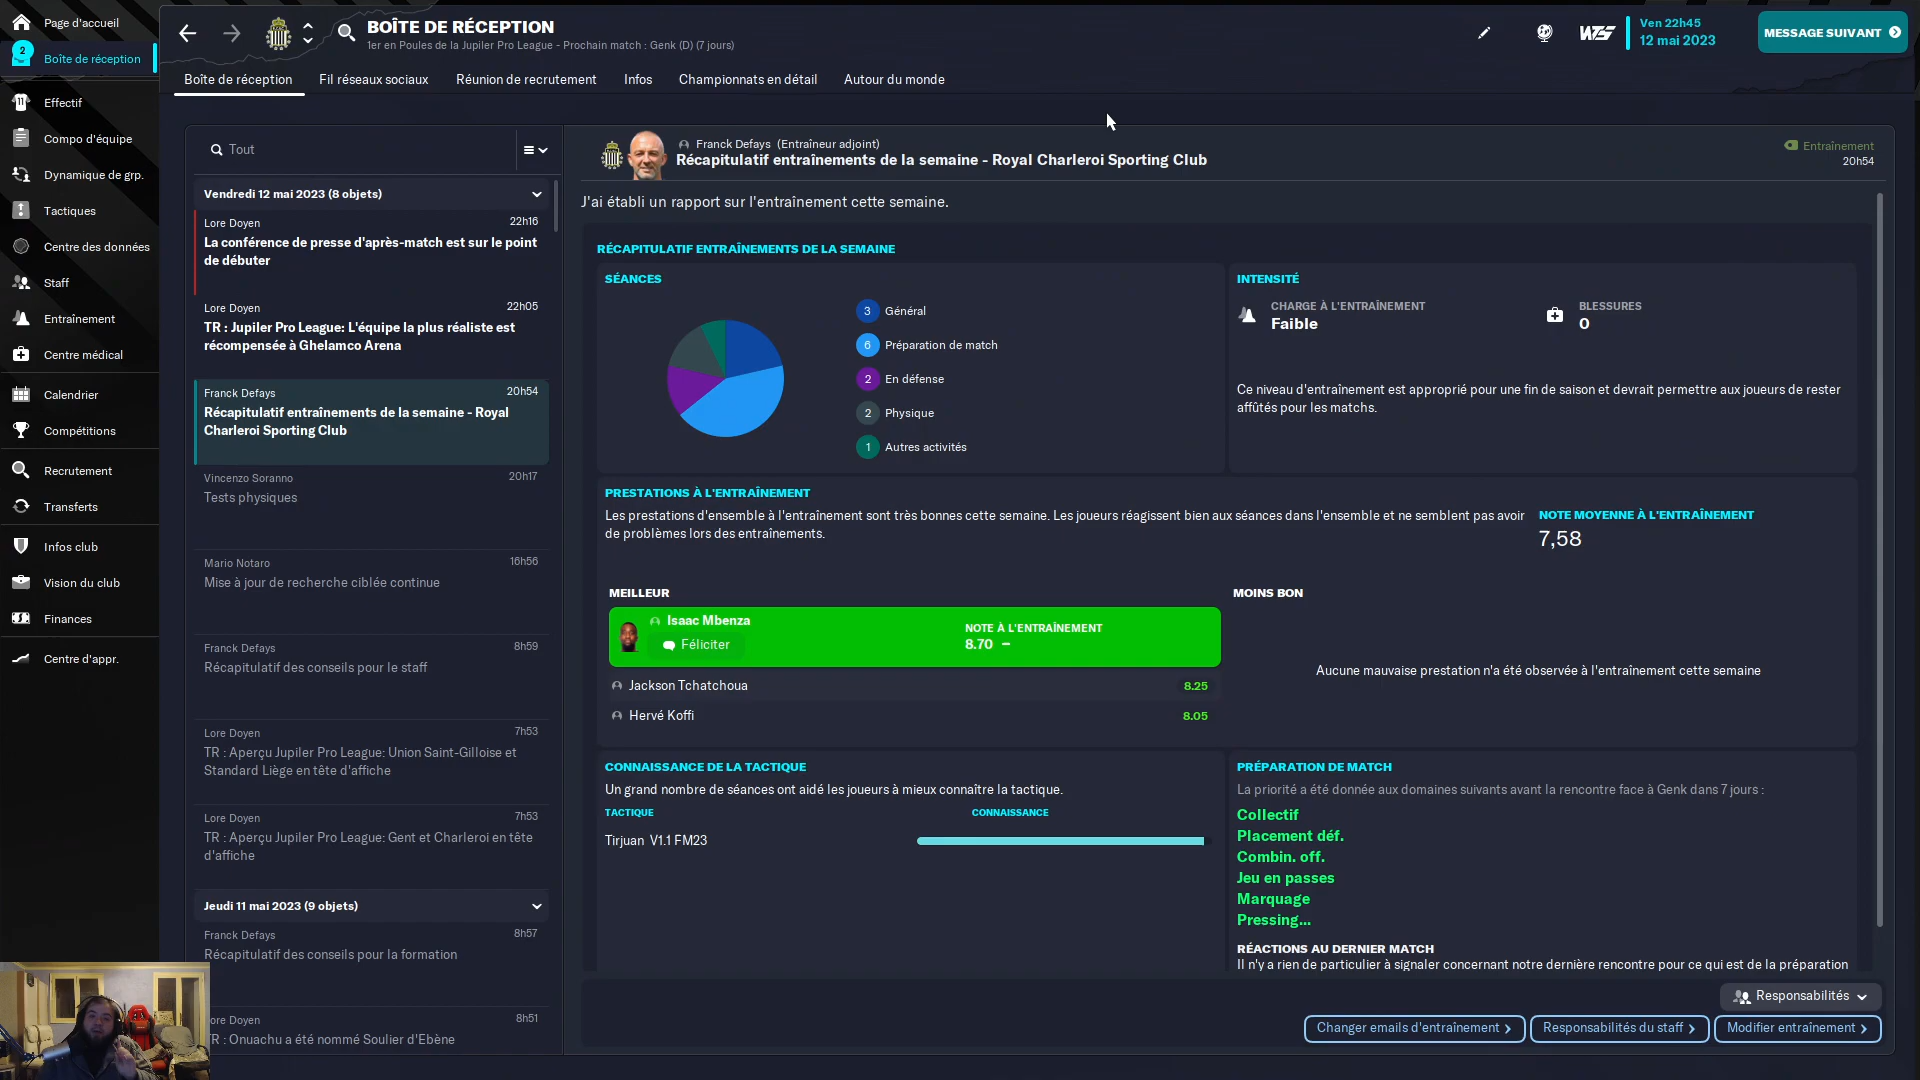 Page d'accueil
2
Boîte de réception
Effectif
Compo d'équipe
Dynamique de grp.
Tactiques
Centre des données
Staff
Entraînement
Centre médical
Calendrier
Compétitions
Recrutement
Transferts
Infos club
Vision du club
Finances
Centre d'appr.
BOÎTE DE RÉCEPTION
1er en Poules de la Jupiler Pro League - Prochain match : Genk (D) (7 jours)
Ven 22h45
12 mai 2023
MESSAGE SUIVANT
Boîte de réception
Fil réseaux sociaux
Réunion de recrutement
Infos
Championnats en détail
Autour du monde
Tout
Vendredi 12 mai 2023 (8 objets)
Lore Doyen 22h16
La conférence de presse d'après-match est sur le point
de débuter
Lore Doyen 22h05
TR : Jupiler Pro League: L'équipe la plus réaliste est
récompensée à Ghelamco Arena
Franck Defays 20h54
Récapitulatif entraînements de la semaine - Royal
Charleroi Sporting Club
Vincenzo Soranno 20h17
Tests physiques
Mario Notaro 16h56
Mise à jour de recherche ciblée continue
Franck Defays 8h59
Récapitulatif des conseils pour le staff
Lore Doyen 7h53
TR : Aperçu Jupiler Pro League: Union Saint-Gilloise et
Standard Liège en tête d'affiche
Lore Doyen 7h53
TR : Aperçu Jupiler Pro League: Gent et Charleroi en tête
d'affiche
Jeudi 11 mai 2023 (9 objets)
Franck Defays 8h57
Récapitulatif des conseils pour la formation
ore Doyen 8h51
R : Onuachu a été nommé Soulier d'Ebène
Franck Defays (Entraîneur adjoint)
Récapitulatif entraînements de la semaine - Royal Charleroi Sporting Club
Entraînement
20h54
J'ai établi un rapport sur l'entraînement cette semaine.
RÉCAPITULATIF ENTRAÎNEMENTS DE LA SEMAINE
SÉANCES
3 Général
6 Préparation de match
2 En défense
2 Physique
1 Autres activités
INTENSITÉ
CHARGE À L'ENTRAÎNEMENT
Faible
BLESSURES
0
Ce niveau d'entraînement est approprié pour une fin de saison et devrait permettre aux joueurs de rester
affûtés pour les matchs.
PRESTATIONS À L'ENTRAÎNEMENT
Les prestations d'ensemble à l'entraînement sont très bonnes cette semaine. Les joueurs réagissent bien aux séances dans l'ensemble et ne semblent pas avoir
de problèmes lors des entraînements.
NOTE MOYENNE À L'ENTRAÎNEMENT
7,58
MEILLEUR
Isaac Mbenza
Féliciter
NOTE À L'ENTRAÎNEMENT
8.70 –
Jackson Tchatchoua 8.25
Hervé Koffi 8.05
MOINS BON
Aucune mauvaise prestation n'a été observée à l'entraînement cette semaine
CONNAISSANCE DE LA TACTIQUE
Un grand nombre de séances ont aidé les joueurs à mieux connaître la tactique.
TACTIQUE CONNAISSANCE
Tirjuan V1.1 FM23
PRÉPARATION DE MATCH
La priorité a été donnée aux domaines suivants avant la rencontre face à Genk dans 7 jours :
Collectif
Placement déf.
Combin. off.
Jeu en passes
Marquage
Pressing...
RÉACTIONS AU DERNIER MATCH
Il n'y a rien de particulier à signaler concernant notre dernière rencontre pour ce qui est de la préparation
Responsabilités
Changer emails d'entraînement
Responsabilités du staff
Modifier entraînement